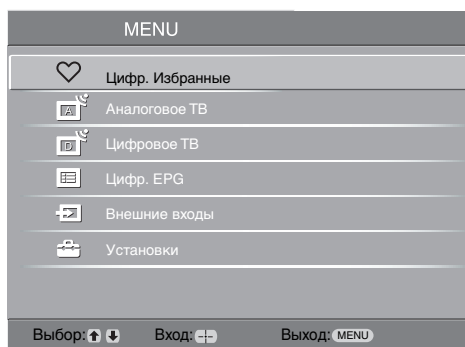 MENU
Цифр. Избранные
Аналоговое ТВ
Цифровое ТВ
Цифр. EPG
Внешние входы
Установки
Выбор: Вход: Выход: MENU